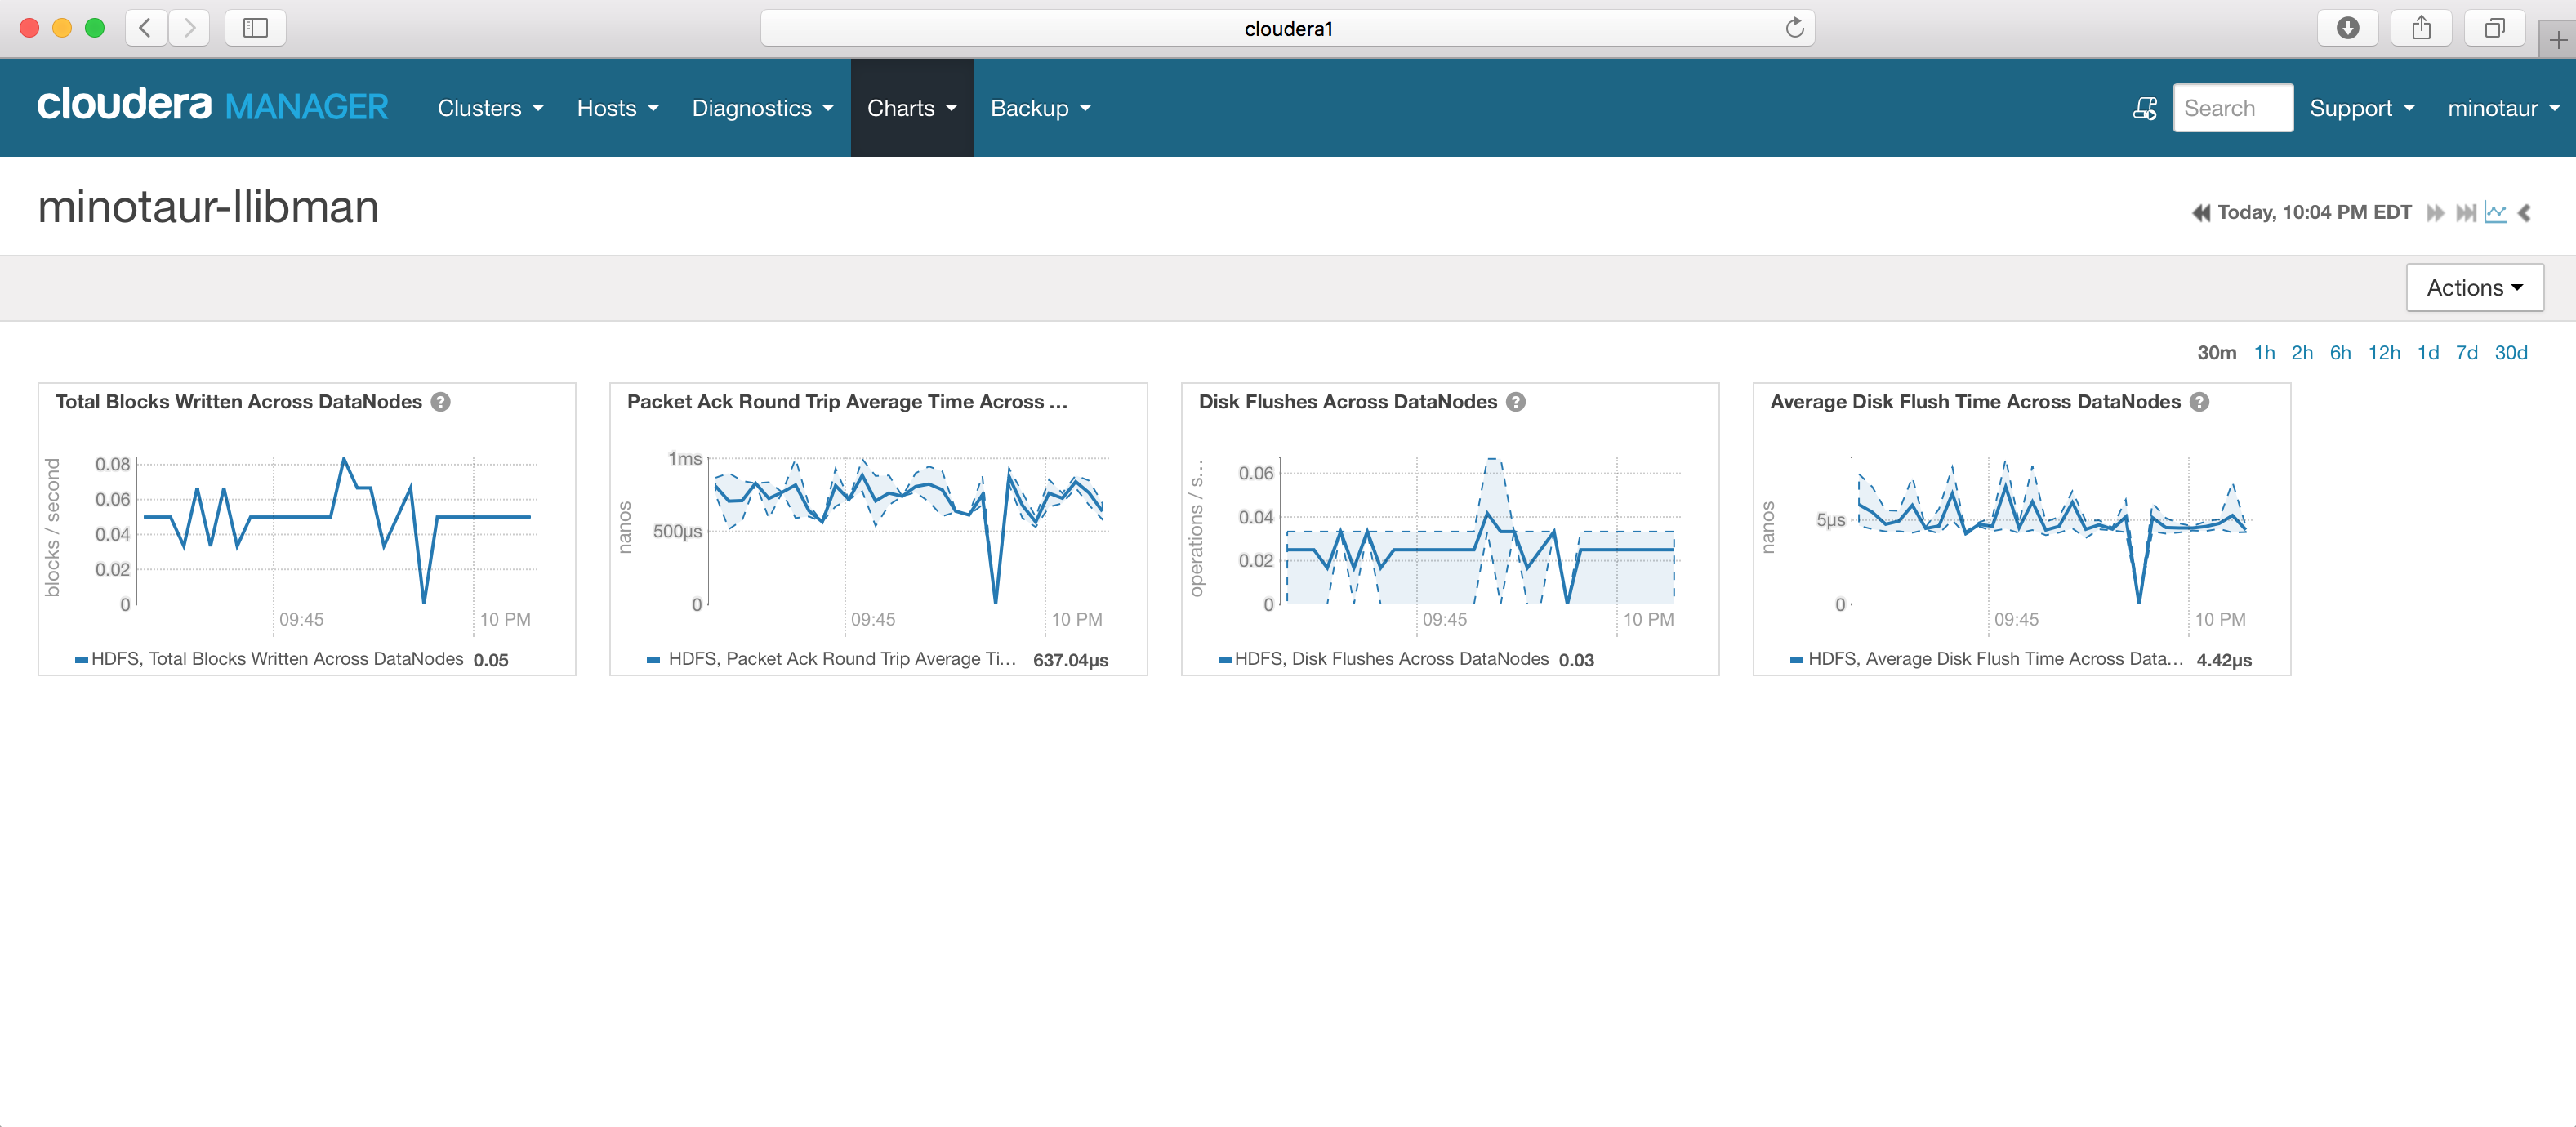 cloudera1
cloudera MANAGER Clusters Hosts Diagnostics Charts Backup Search Support minotaur
minotaur-llibman
Today, 10:04 PM EDT
Actions
30m 1h 2h 6h 12h 1d 7d 30d
Total Blocks Written Across DataNodes ?
blocks / second
0.08
0.06
0.04
0.02
0
09:45 10 PM
HDFS, Total Blocks Written Across DataNodes 0.05
Packet Ack Round Trip Average Time Across ...
nanos
1ms
500µs
0
09:45 10 PM
HDFS, Packet Ack Round Trip Average Ti... 637.04µs
Disk Flushes Across DataNodes ?
operations / s...
0.06
0.04
0.02
0
09:45 10 PM
HDFS, Disk Flushes Across DataNodes 0.03
Average Disk Flush Time Across DataNodes ?
nanos
5µs
0
09:45 10 PM
HDFS, Average Disk Flush Time Across Data... 4.42µs